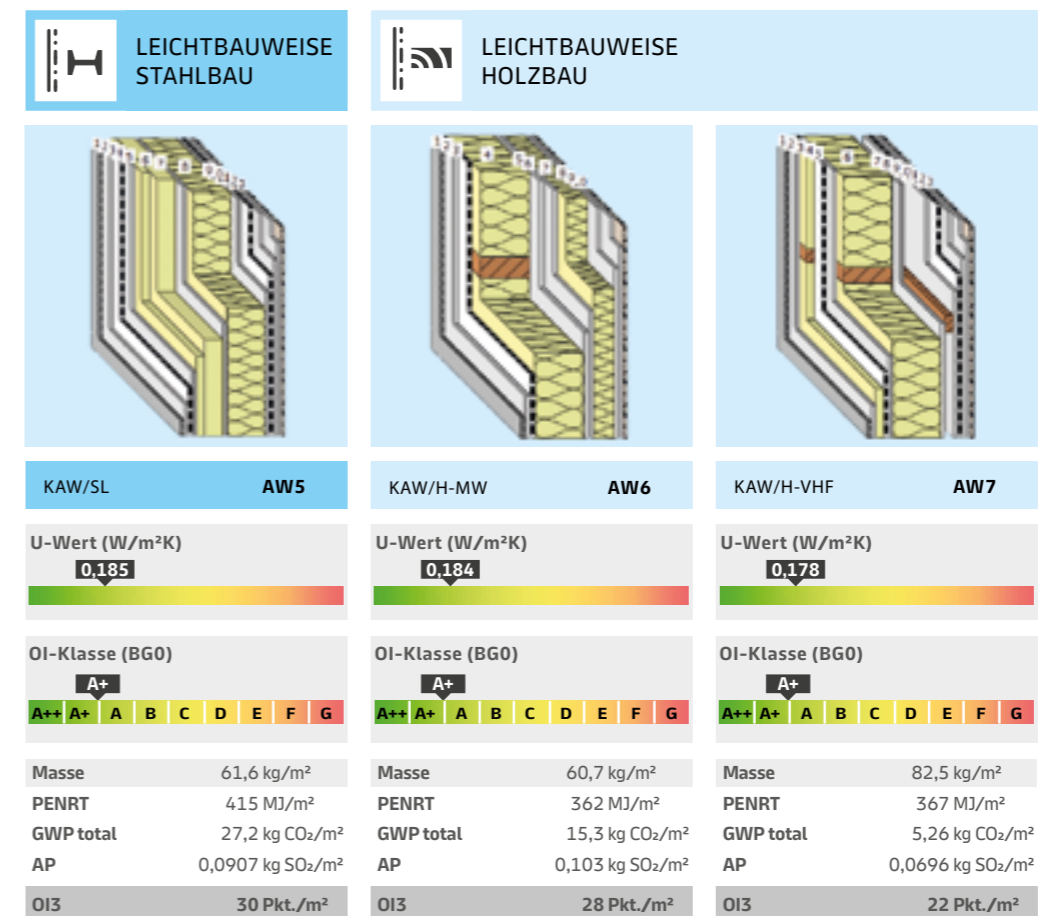 LEICHTBAUWEISE
STAHLBAU
LEICHTBAUWEISE
HOLZBAU
KAW/SL AW5
KAW/H-MW AW6
KAW/H-VHF AW7
U-Wert (W/m²K)
0,185
U-Wert (W/m²K)
0,184
U-Wert (W/m²K)
0,178
OI-Klasse (BG0)
A+
A++ A+ A B C D E F G
OI-Klasse (BG0)
A+
A++ A+ A B C D E F G
OI-Klasse (BG0)
A+
A++ A+ A B C D E F G
Masse 61,6 kg/m²
PENRT 415 MJ/m²
GWP total 27,2 kg CO₂/m²
AP 0,0907 kg SO₂/m²
OI3 30 Pkt./m²
Masse 60,7 kg/m²
PENRT 362 MJ/m²
GWP total 15,3 kg CO₂/m²
AP 0,103 kg SO₂/m²
OI3 28 Pkt./m²
Masse 82,5 kg/m²
PENRT 367 MJ/m²
GWP total 5,26 kg CO₂/m²
AP 0,0696 kg SO₂/m²
OI3 22 Pkt./m²